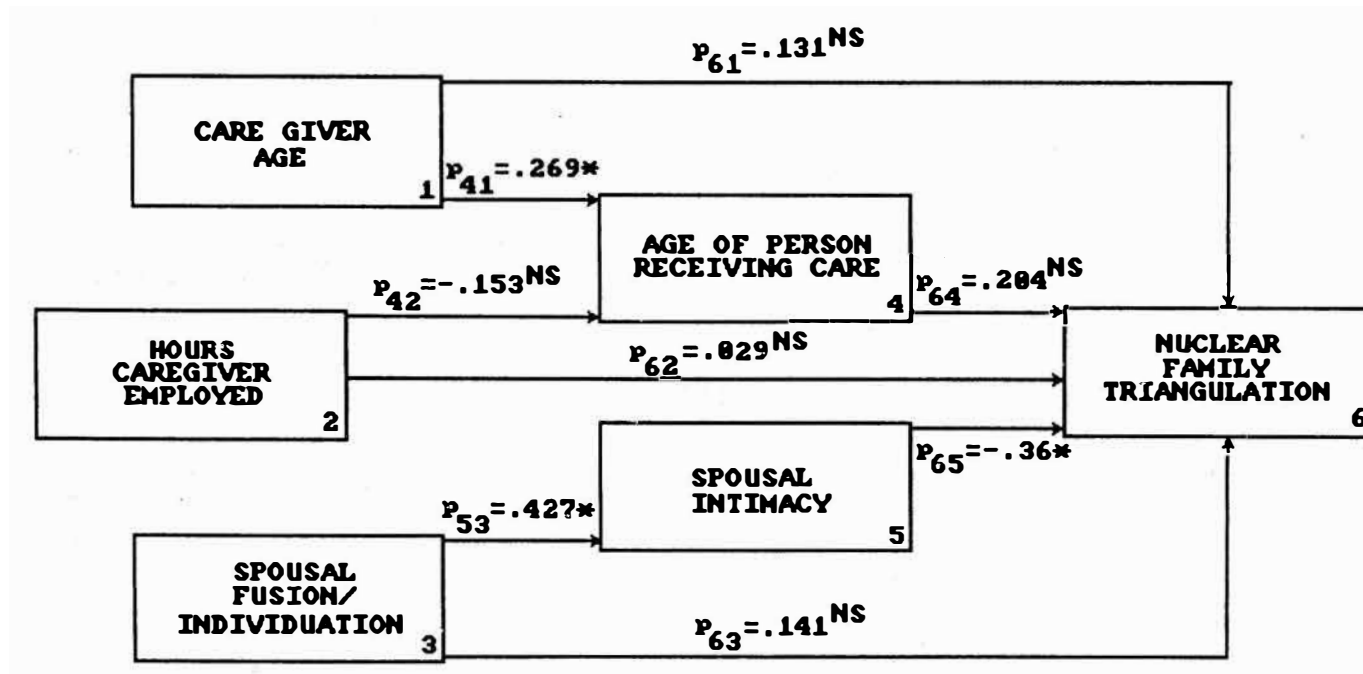 p61=.131NS
CARE GIVER
AGE
1
p41=.269*
AGE OF PERSON
RECEIVING CARE
4
p42=-.153NS
p64=.204NS
HOURS
CAREGIVER
EMPLOYED
2
p62=.029NS
NUCLEAR
FAMILY
TRIANGULATION
6
SPOUSAL
INTIMACY
5
p65=-.36*
p53=.427*
SPOUSAL
FUSION/
INDIVIDUATION
3
p63=.141NS